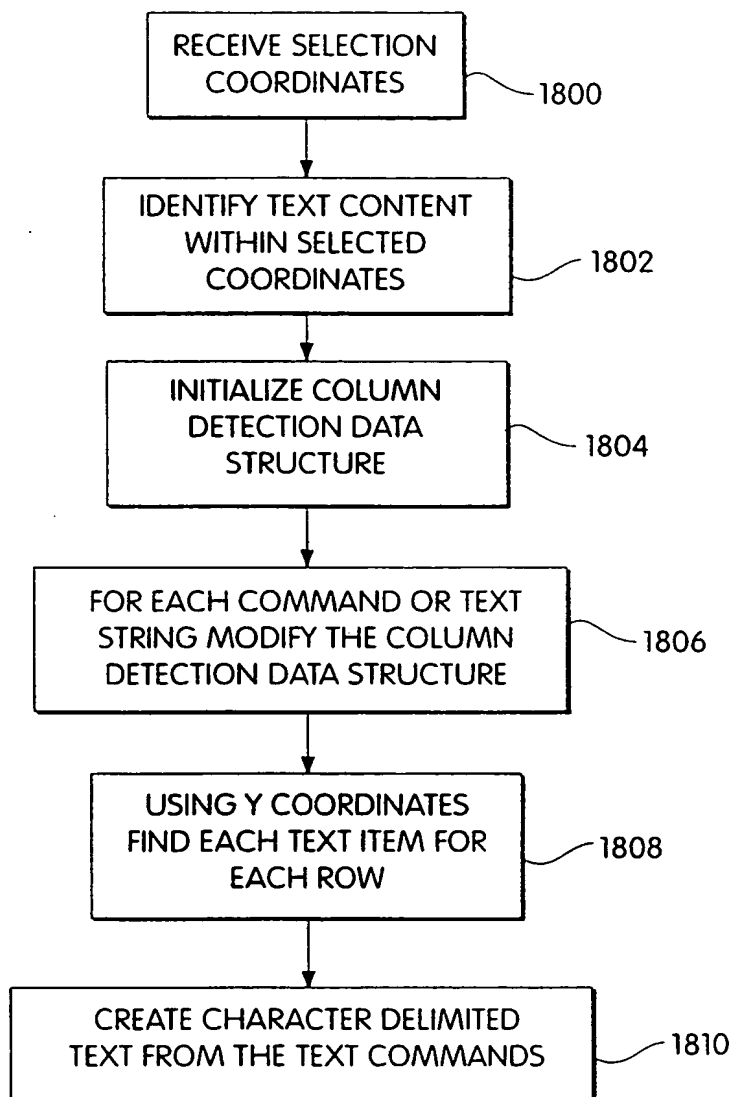 RECEIVE SELECTION
COORDINATES
1800
IDENTIFY TEXT CONTENT
WITHIN SELECTED
COORDINATES
1802
INITIALIZE COLUMN
DETECTION DATA
STRUCTURE
1804
FOR EACH COMMAND OR TEXT
STRING MODIFY THE COLUMN
DETECTION DATA STRUCTURE
1806
USING Y COORDINATES
FIND EACH TEXT ITEM FOR
EACH ROW
1808
CREATE CHARACTER DELIMITED
TEXT FROM THE TEXT COMMANDS
1810